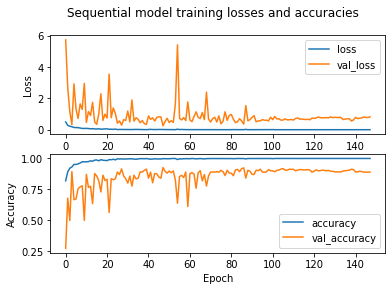 Sequential model training losses and accuracies
6
4
2
0
Loss
loss
val_loss
0 20 40 60 80 100 120 140
1.00
0.75
0.50
0.25
Accuracy
accuracy
val_accuracy
0 20 40 60 80 100 120 140
Epoch